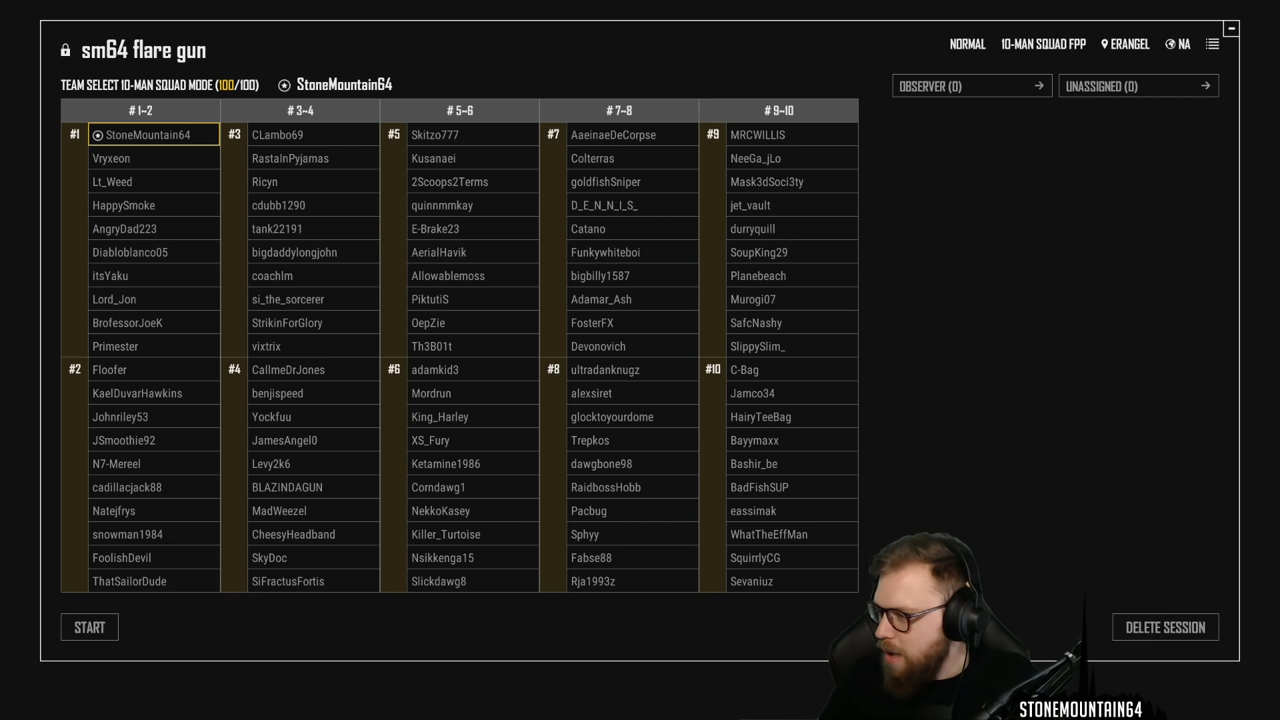 sm64 flare gun
NORMAL 10-MAN SQUAD FPP ERANGEL NA
TEAM SELECT 10-MAN SQUAD MODE (100/100) StoneMountain64
OBSERVER (0) UNASSIGNED (0)
# 1~2 # 3~4 # 5~6 # 7~8 # 9~10
#1 StoneMountain64 #3 CLambo69 #5 Skitzo777 #7 AaeinaeDeCorpse #9 MRCWILLIS
Vryxeon RastaInPyjamas Kusanaei Colterras NeeGa_jLo
Lt_Weed Ricyn 2Scoops2Terms goldfishSniper Mask3dSoci3ty
HappySmoke cdubb1290 quinnmmkay D_E_N_N_I_S_ jet_vault
AngryDad223 tank22191 E-Brake23 Catano durryquill
Diabloblanco05 bigdaddylongjohn AerialHavik Funkywhiteboi SoupKing29
itsYaku coachlm Allowablemoss bigbilly1587 Planebeach
Lord_Jon si_the_sorcerer PiktutiS Adamar_Ash Murogi07
BrofessorJoeK StrikinForGlory OepZie FosterFX SafcNashy
Primester vixtrix Th3B01t Devonovich SlippySlim_
#2 Floofer #4 CallmeDrJones #6 adamkid3 #8 ultradanknugz #10 C-Bag
KaelDuvarHawkins benjispeed Mordrun alexsiret Jamco34
Johnriley53 Yockfuu King_Harley glocktoyourdome HairyTeeBag
JSmoothie92 JamesAngel0 XS_Fury Trepkos Bayymaxx
N7-Mereel Levy2k6 Ketamine1986 dawgbone98 Bashir_be
cadillacjack88 BLAZINDAGUN Corndawg1 RaidbossHobb BadFishSUP
Natejfrys MadWeezel NekkoKasey Pacbug eassimak
snowman1984 CheesyHeadband Killer_Turtoise Sphyy WhatTheEffMan
FoolishDevil SkyDoc Nsikkenga15 Fabse88 SquirrlyCG
ThatSailorDude SiFractusFortis Slickdawg8 Rja1993z Sevaniuz
START DELETE SESSION
STONEMOUNTAIN64